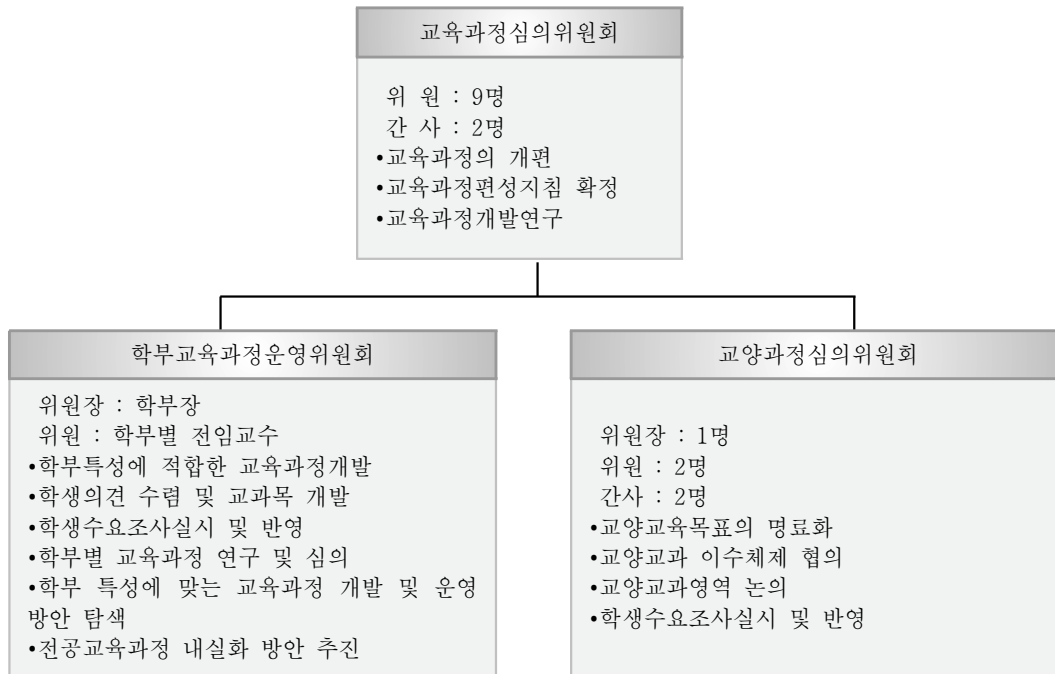 교육과정심의위원회
위 원 : 9명
간 사 : 2명
•교육과정의 개편
•교육과정편성지침 확정
•교육과정개발연구
학부교육과정운영위원회
위원장 : 학부장
위원 : 학부별 전임교수
•학부특성에 적합한 교육과정개발
•학생의견 수렴 및 교과목 개발
•학생수요조사실시 및 반영
•학부별 교육과정 연구 및 심의
•학부 특성에 맞는 교육과정 개발 및 운영
방안 탐색
•전공교육과정 내실화 방안 추진
교양과정심의위원회
위원장 : 1명
위원 : 2명
간사 : 2명
•교양교육목표의 명료화
•교양교과 이수체제 협의
•교양교과영역 논의
•학생수요조사실시 및 반영